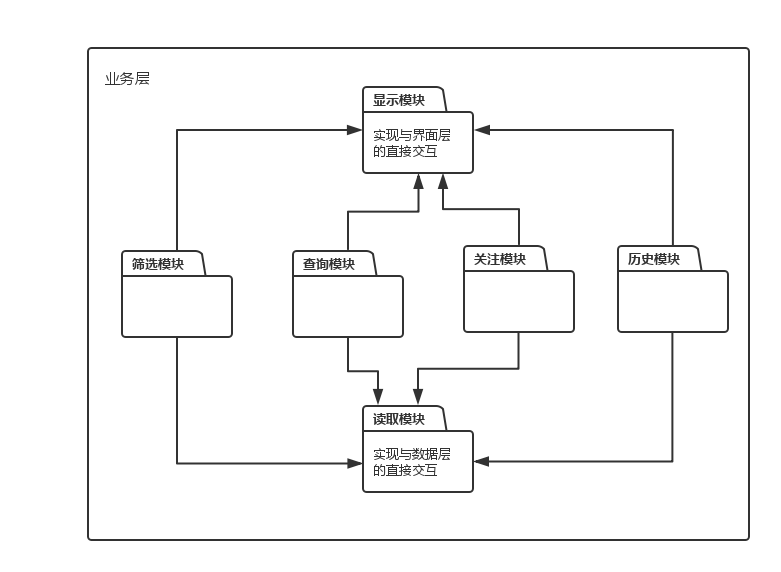 业务层
显示模块
实现与界面层
的直接交互
筛选模块
查询模块
关注模块
历史模块
读取模块
实现与数据层
的直接交互